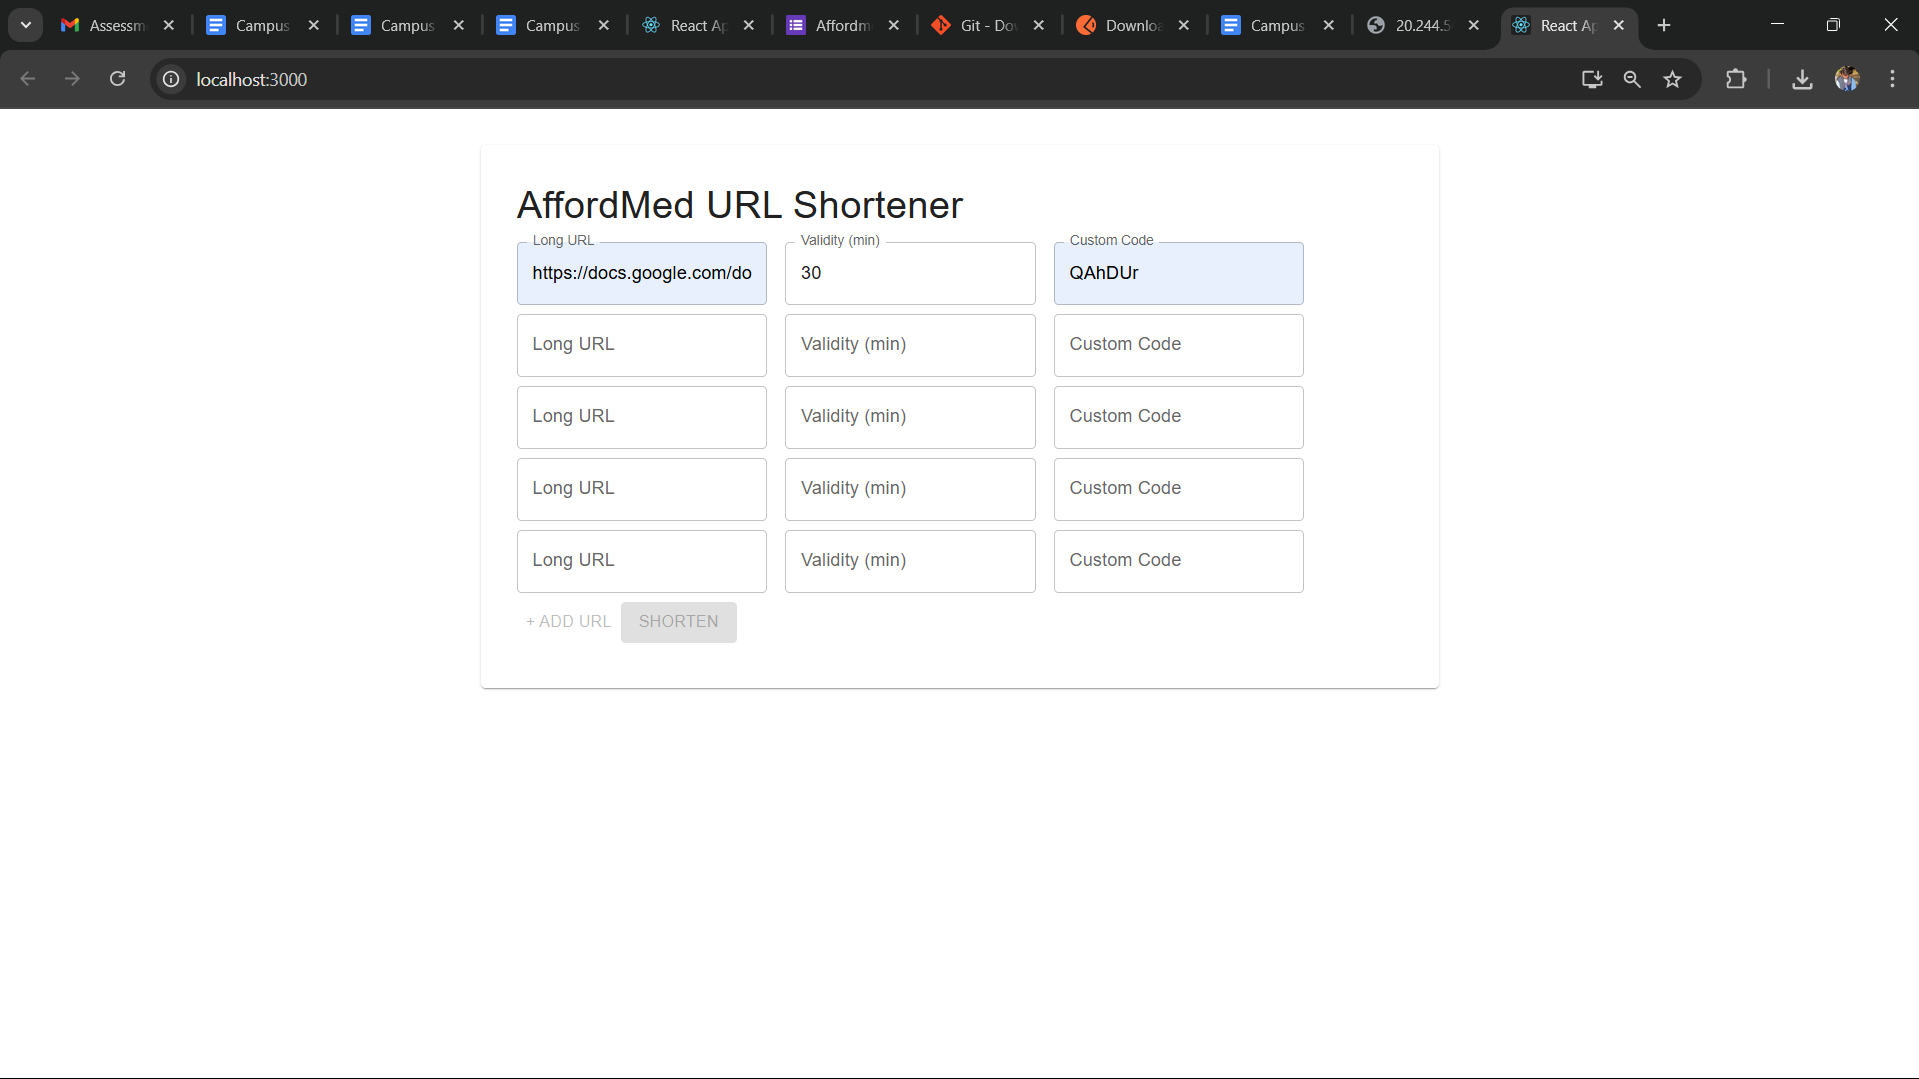 Assessm Campus Campus Campus React Ap Affordm Git - Do Downloa Campus 20.244.5 React Ap
localhost:3000
AffordMed URL Shortener
Long URL Validity (min) Custom Code
https://docs.google.com/do 30 QAhDUr
Long URL Validity (min) Custom Code
Long URL Validity (min) Custom Code
Long URL Validity (min) Custom Code
Long URL Validity (min) Custom Code
+ ADD URL SHORTEN